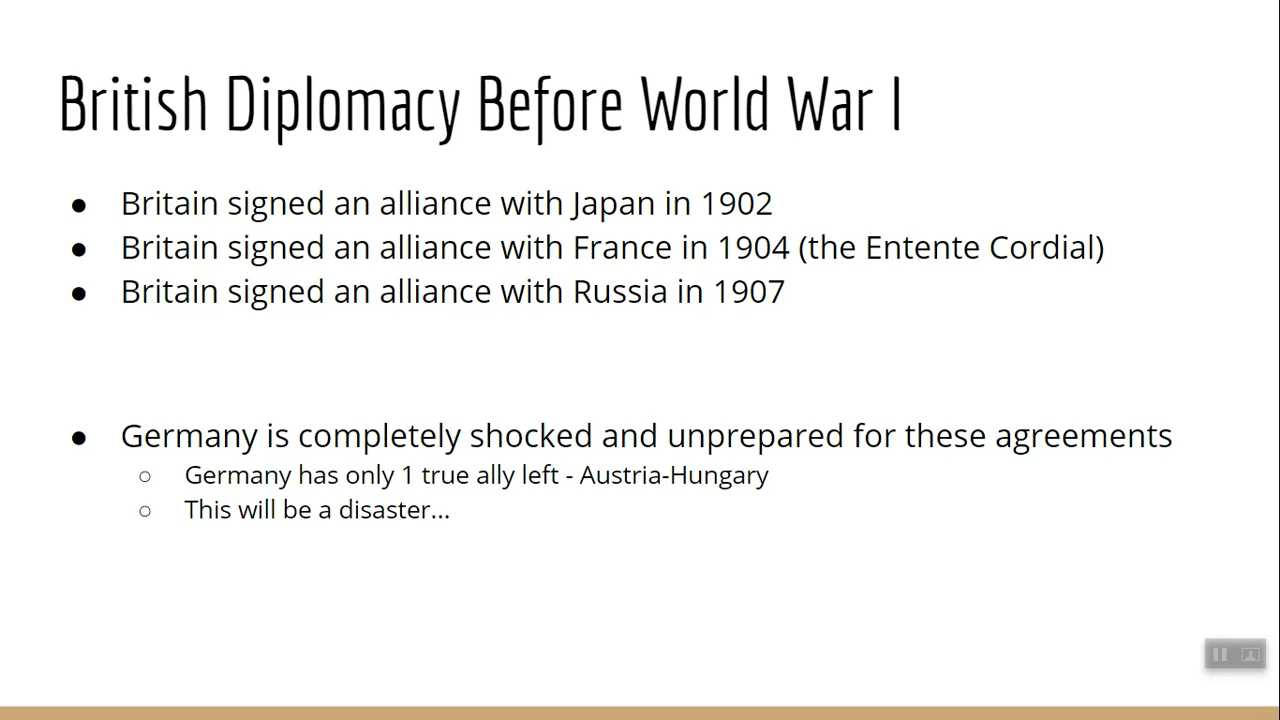 British Diplomacy Before World War I
● Britain signed an alliance with Japan in 1902
● Britain signed an alliance with France in 1904 (the Entente Cordial)
● Britain signed an alliance with Russia in 1907
● Germany is completely shocked and unprepared for these agreements
○ Germany has only 1 true ally left - Austria-Hungary
○ This will be a disaster...